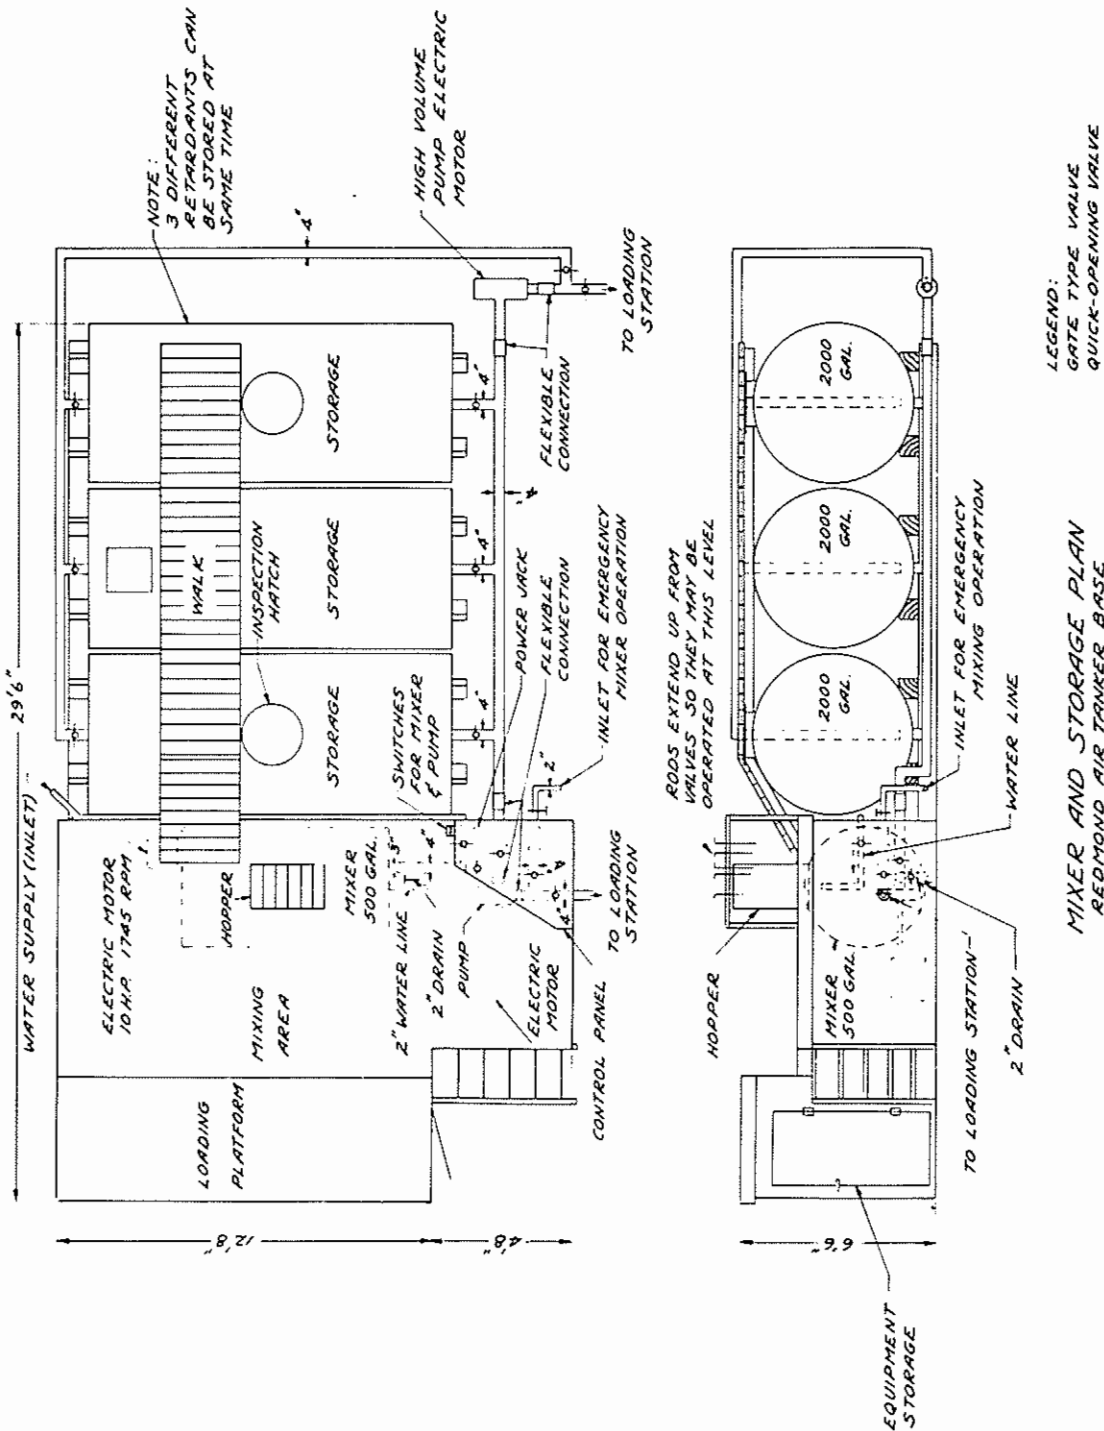 29'6"
WATER SUPPLY (INLET)
NOTE:
3 DIFFERENT
RETARDANTS CAN
BE STORED AT
SAME TIME
LOADING
PLATFORM
ELECTRIC MOTOR
10 H.P. 1745 RPM
MIXING
AREA
HOPPER
MIXER
500 GAL.
WALK
INSPECTION
HATCH
STORAGE
STORAGE
STORAGE
4"
HIGH VOLUME
PUMP ELECTRIC
MOTOR
SWITCHES
FOR MIXER
& PUMP
2" WATER LINE
3"
4"
2" DRAIN
PUMP
ELECTRIC
MOTOR
CONTROL PANEL
4"
4"
4"
4"
4"
2"
4"
POWER JACK
FLEXIBLE
CONNECTION
INLET FOR EMERGENCY
MIXER OPERATION
FLEXIBLE
CONNECTION
TO LOADING
STATION
TO LOADING
STATION
12'8"
4'8"
RODS EXTEND UP FROM
VALVES SO THEY MAY BE
OPERATED AT THIS LEVEL
HOPPER
2000
GAL.
2000
GAL.
2000
GAL.
MIXER
500 GAL.
6'6"
EQUIPMENT
STORAGE
TO LOADING STATION
2" DRAIN
WATER LINE
INLET FOR EMERGENCY
MIXING OPERATION
LEGEND:
GATE TYPE VALVE
QUICK-OPENING VALVE
MIXER AND STORAGE PLAN
REDMOND AIR TANKER BASE